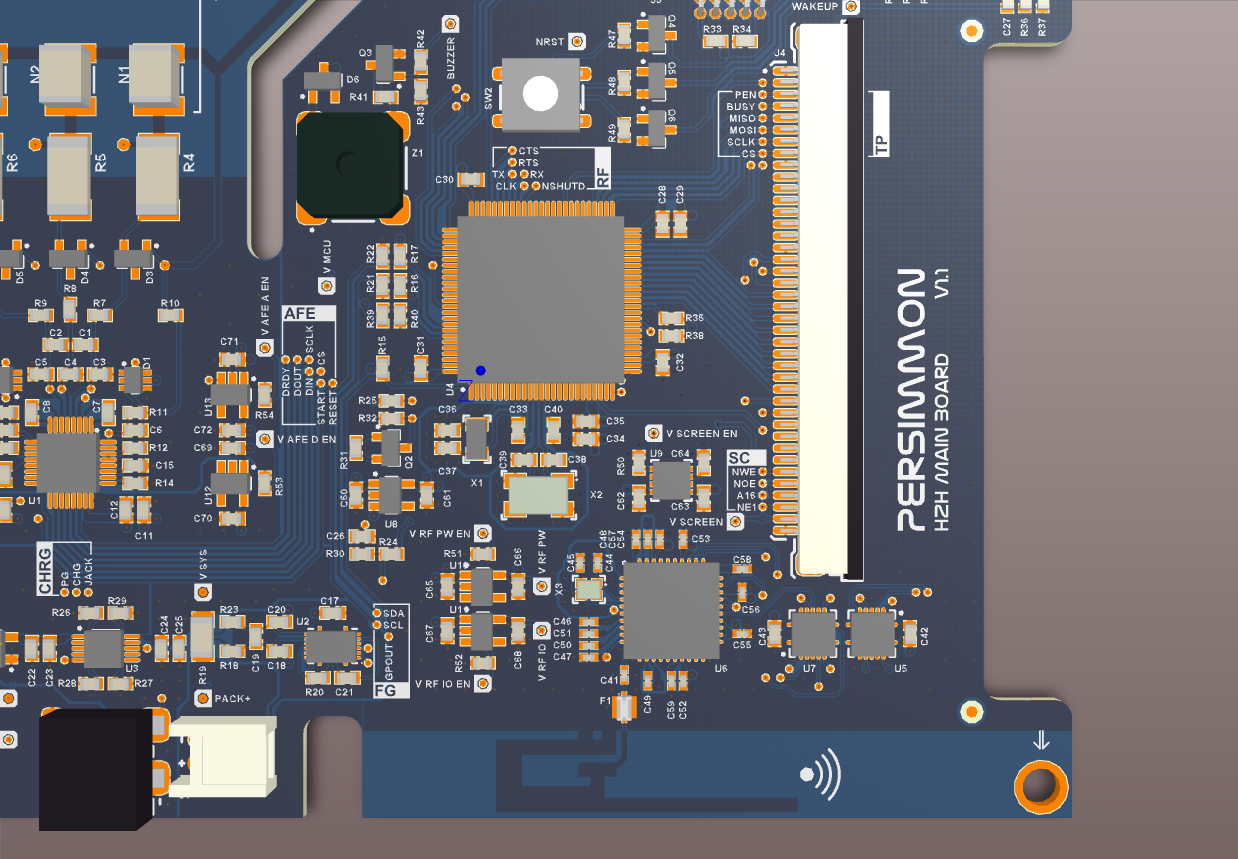 WAKEUP
C27
R36
R37
R33
R34
Q4
R47
NRST
BUZZER
R42
Q3
D6
R41
R43
N2
N1
J4
Q5
R48
SW2
PEN
BUSY
MISO
MOSI
SCLK
CS
TP
Q6
R49
R6
R5
R4
Z1
CTS
RTS
TX
RX
CLK
NSHUTD
RF
C30
C28
C29
V MCU
R22
R17
R21
R16
R39
R40
D5
D4
D3
R8
R9
R7
R10
V AFE A EN
AFE
SCLK
CS
DRDY
DOUT
DIN
START
RESET
R15
C31
R35
R38
C32
PERSIMMON
V1.1
H2H MAIN BOARD
C2
C1
C5
C4
C3
D1
C71
U13
R54
U4
R25
R32
C8
C7
R11
C6
R12
C15
R14
C72
C69
V AFE D EN
C36
C33
C40
C35
C34
V SCREEN EN
R31
Q2
C37
C39
C38
R50
U9
C64
SC
NWE
NOE
A16
NE1
U1
U12
R53
C60
C61
X1
X2
C62
C63
V SCREEN
C12
C11
C70
U8
C26
R30
R24
V RF PW EN
C48
C54
C53
CHRG
PG
CHG
JACK
V SYS
R51
U1
C65
C66
V RF PW
X3
C45
C44
C58
C56
C55
R26
R29
C24
C25
R23
C20
U2
C17
SDA
SCL
GPOUT
FG
C67
U1
C68
R52
V RF IO
V RF IO EN
C46
C51
C50
C47
C43
U7
U5
C42
U6
C22
C23
U3
R28
R27
R19
R18
C19
C18
R20
C21
PACK+
C41
F1
C49
C59
C52